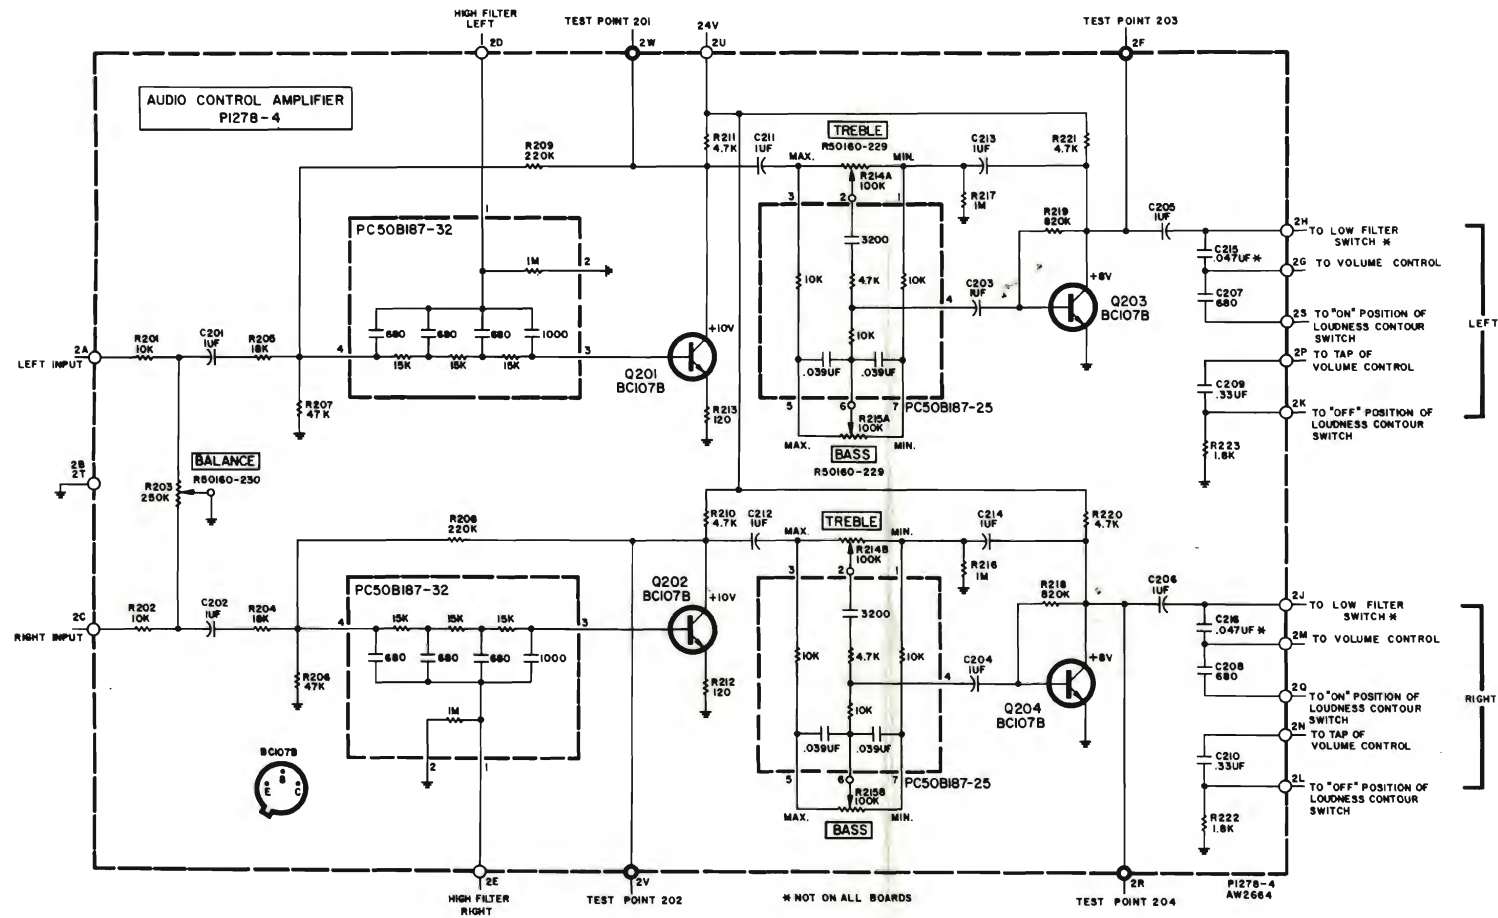 HIGH FILTER
LEFT
TEST POINT 201
24V
TEST POINT 203
2D
2W
2U
2F
AUDIO CONTROL AMPLIFIER
P1278-4
R209
220K
R211
4.7K
C211
1UF
TREBLE
R50160-229
C213
1UF
R221
4.7K
MAX.
MIN.
R214A
100K
R217
1M
3
2
1
1
PC50B187-32
1M
2
3200
10K
4.7K
10K
R219
820K
C205
1UF
2H
TO LOW FILTER
SWITCH *
C215
.047UF*
2G
TO VOLUME CONTROL
+8V
4
C203
1UF
Q203
BC107B
C207
680
2S
TO "ON" POSITION OF
LOUDNESS CONTOUR
SWITCH
LEFT
R201
10K
C201
1UF
R205
18K
680
680
680
1000
+10V
10K
2A
LEFT INPUT
4
15K
15K
15K
3
Q201
BC107B
.039UF
.039UF
2P
TO TAP OF
VOLUME CONTROL
C209
.33UF
R207
47K
R213
120
5
6
7
PC50B187-25
R215A
100K
2K
TO "OFF" POSITION OF
LOUDNESS CONTOUR
SWITCH
MAX.
MIN.
BASS
R50160-229
R223
1.8K
2B
2T
BALANCE
R50160-230
R203
250K
R208
220K
R210
4.7K
C212
1UF
TREBLE
C214
1UF
R220
4.7K
MAX.
MIN.
R214B
100K
R216
1M
3
2
1
PC50B187-32
Q202
BC107B
+10V
R218
820K
C206
1UF
2J
TO LOW FILTER
SWITCH *
2C
RIGHT INPUT
R202
10K
C202
1UF
R204
18K
4
15K
15K
15K
3
3200
C216
.047UF *
2M
TO VOLUME CONTROL
680
680
680
1000
10K
4.7K
10K
C204
1UF
4
+8V
C208
680
R206
47K
R212
120
Q204
BC107B
2Q
TO "ON" POSITION OF
LOUDNESS CONTOUR
SWITCH
RIGHT
1M
10K
.039UF
.039UF
2N
TO TAP OF
VOLUME CONTROL
C210
.33UF
BC107B
B
E
C
2
1
5
6
7
PC50B187-25
R215B
100K
2L
TO "OFF" POSITION OF
LOUDNESS CONTOUR
SWITCH
MAX.
MIN.
BASS
R222
1.8K
2E
2V
2R
HIGH FILTER
RIGHT
TEST POINT 202
* NOT ON ALL BOARDS
TEST POINT 204
P1278-4
AW2664